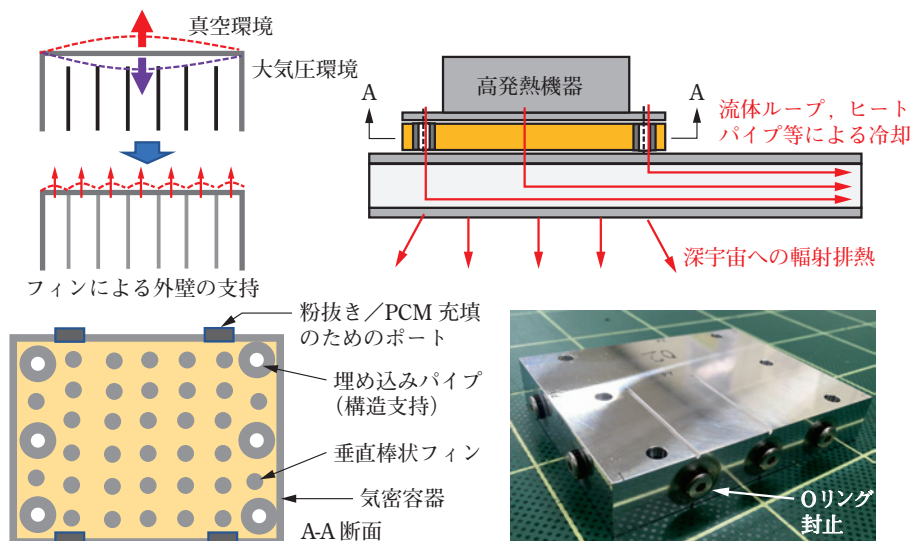 真空環境
大気圧環境
フィンによる外壁の支持
A
高発熱機器
A
流体ループ，ヒート
パイプ等による冷却
深宇宙への輻射排熱
粉抜き／PCM 充填
のためのポート
埋め込みパイプ
（構造支持）
垂直棒状フィン
気密容器
A-A 断面
Oリング
封止